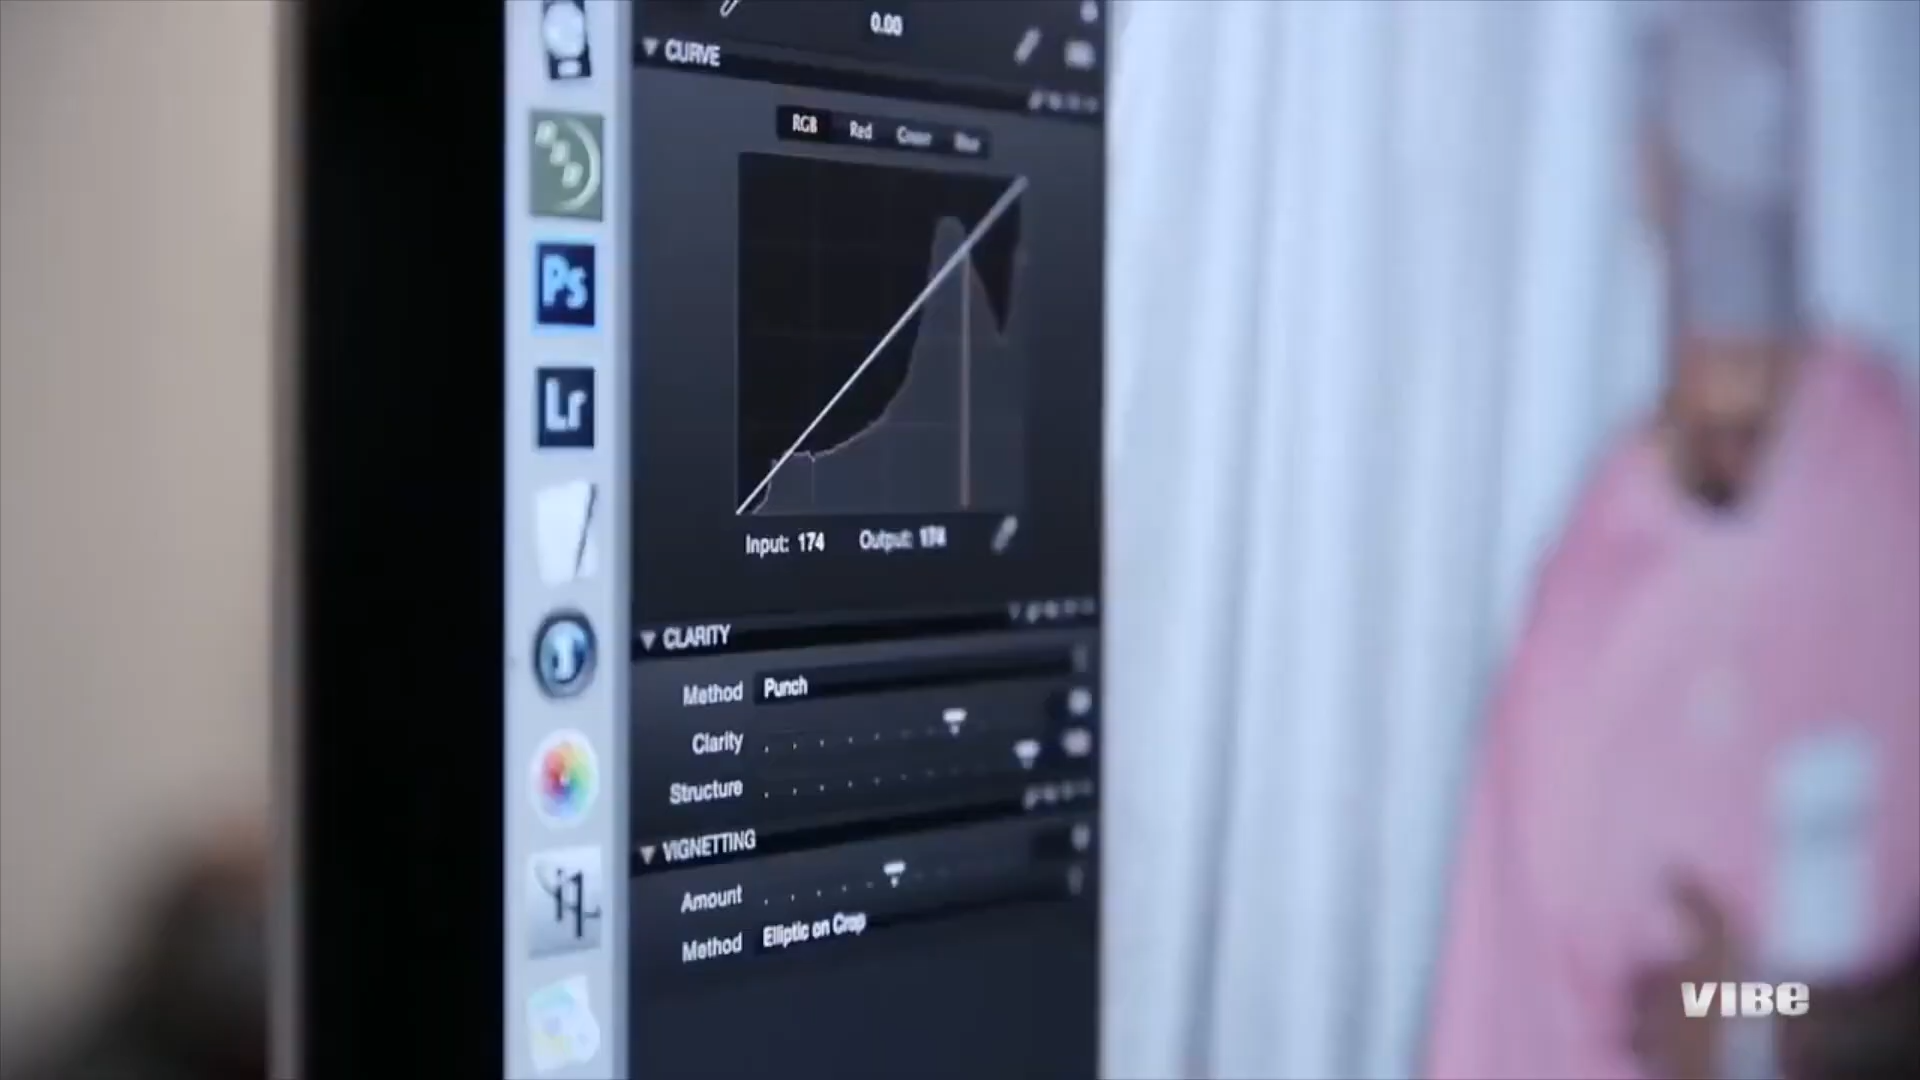 0.00
CURVE
RGB Red
Ps
Lr
Input: 174 Output:
CLARITY
Method Punch
Clarity
Structure
VIGNETTING
Amount
Method Elliptic on Crop
i1
VIBe